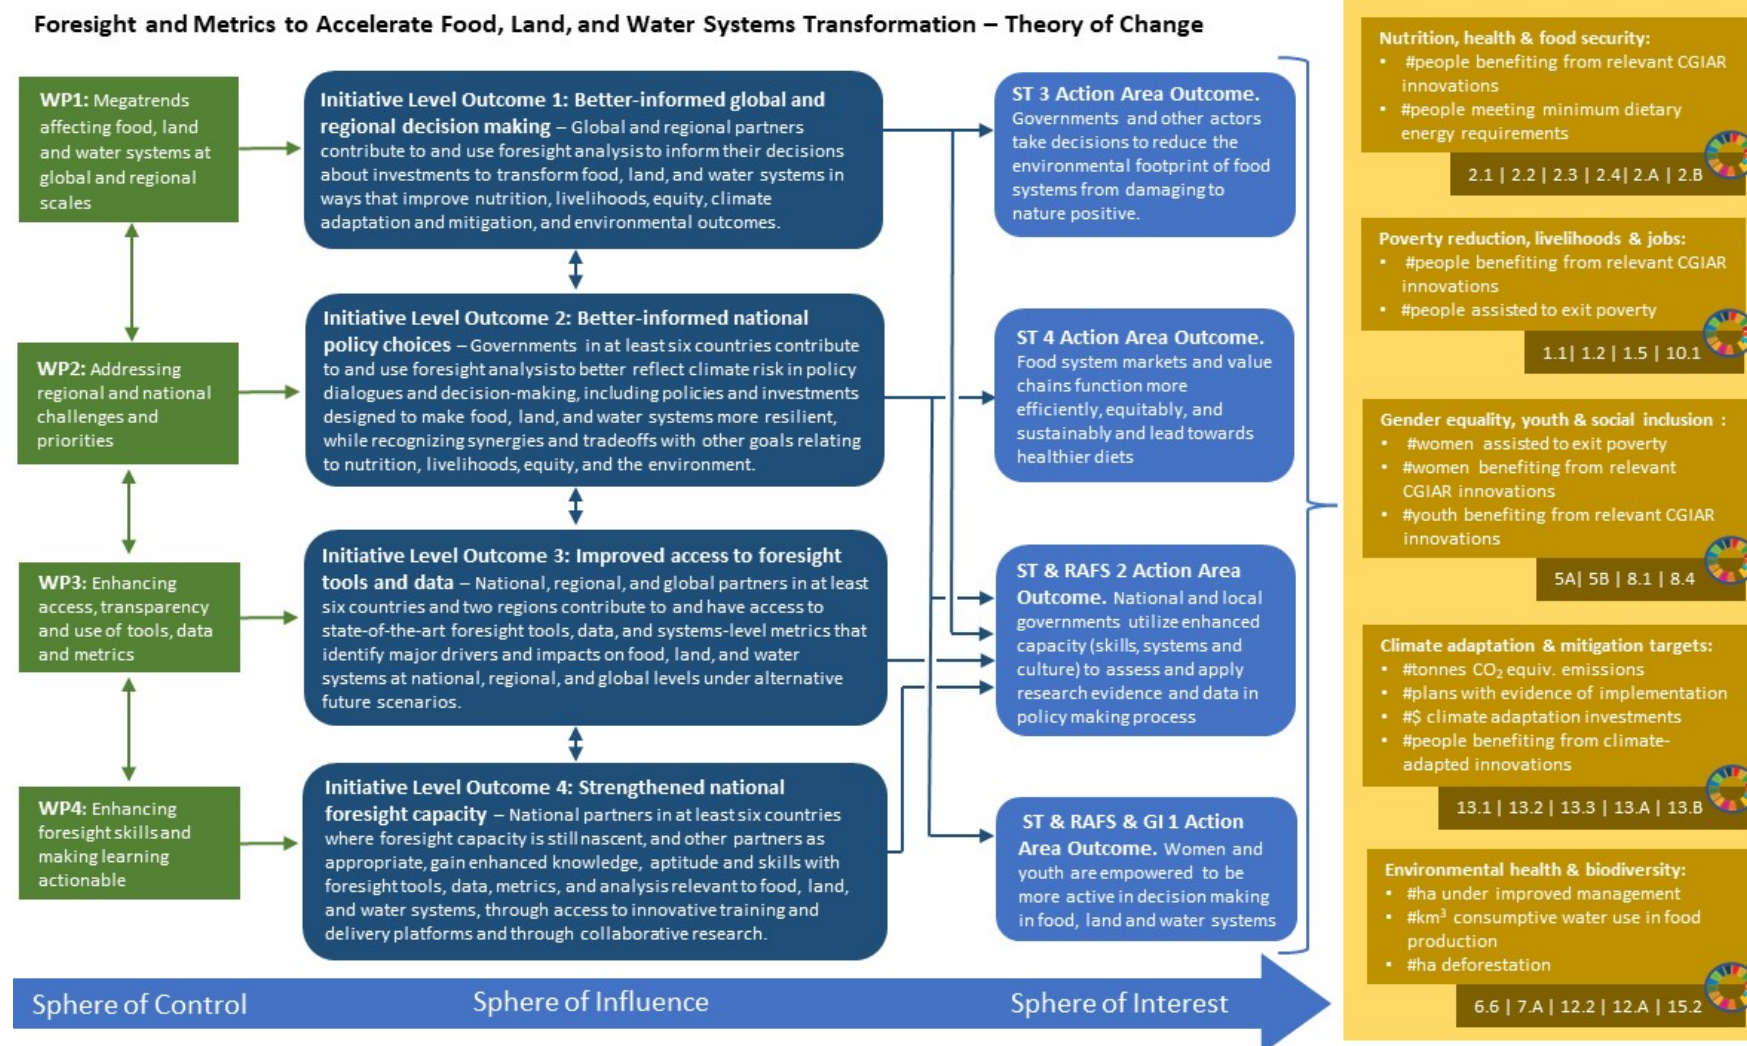 Foresight and Metrics to Accelerate Food, Land, and Water Systems Transformation – Theory of Change
WP1: Megatrends
affecting food, land
and water systems at
global and regional
scales
WP2: Addressing
regional and national
challenges and
priorities
WP3: Enhancing
access, transparency
and use of tools, data
and metrics
WP4: Enhancing
foresight skills and
making learning
actionable
Initiative Level Outcome 1: Better-informed global and
regional decision making – Global and regional partners
contribute to and use foresight analysis to inform their decisions
about investments to transform food, land, and water systems in
ways that improve nutrition, livelihoods, equity, climate
adaptation and mitigation, and environmental outcomes.
Initiative Level Outcome 2: Better-informed national
policy choices – Governments in at least six countries contribute
to and use foresight analysis to better reflect climate risk in policy
dialogues and decision-making, including policies and investments
designed to make food, land, and water systems more resilient,
while recognizing synergies and tradeoffs with other goals relating
to nutrition, livelihoods, equity, and the environment.
Initiative Level Outcome 3: Improved access to foresight
tools and data – National, regional, and global partners in at least
six countries and two regions contribute to and have access to
state-of-the-art foresight tools, data, and systems-level metrics that
identify major drivers and impacts on food, land, and water
systems at national, regional, and global levels under alternative
future scenarios.
Initiative Level Outcome 4: Strengthened national
foresight capacity – National partners in at least six countries
where foresight capacity is still nascent, and other partners as
appropriate, gain enhanced knowledge, aptitude and skills with
foresight tools, data, metrics, and analysis relevant to food, land,
and water systems, through access to innovative training and
delivery platforms and through collaborative research.
ST 3 Action Area Outcome.
Governments and other actors
take decisions to reduce the
environmental footprint of food
systems from damaging to
nature positive.
ST 4 Action Area Outcome.
Food system markets and value
chains function more
efficiently, equitably, and
sustainably and lead towards
healthier diets
ST & RAFS 2 Action Area
Outcome. National and local
governments utilize enhanced
capacity (skills, systems and
culture) to assess and apply
research evidence and data in
policy making process
ST & RAFS & GI 1 Action
Area Outcome. Women and
youth are empowered to be
more active in decision making
in food, land and water systems
Nutrition, health & food security:
• #people benefiting from relevant CGIAR
innovations
• #people meeting minimum dietary
energy requirements
2.1 | 2.2 | 2.3 | 2.4| 2.A | 2.B
Poverty reduction, livelihoods & jobs:
• #people benefiting from relevant CGIAR
innovations
• #people assisted to exit poverty
1.1| 1.2 | 1.5 | 10.1
Gender equality, youth & social inclusion :
• #women assisted to exit poverty
• #women benefiting from relevant
CGIAR innovations
• #youth benefiting from relevant CGIAR
innovations
5A| 5B | 8.1 | 8.4
Climate adaptation & mitigation targets:
• #tonnes CO₂ equiv. emissions
• #plans with evidence of implementation
• #$ climate adaptation investments
• #people benefiting from climate-
adapted innovations
13.1 | 13.2 | 13.3 | 13.A | 13.B
Environmental health & biodiversity:
• #ha under improved management
• #km³ consumptive water use in food
production
• #ha deforestation
6.6 | 7.A | 12.2 | 12.A | 15.2
Sphere of Control
Sphere of Influence
Sphere of Interest